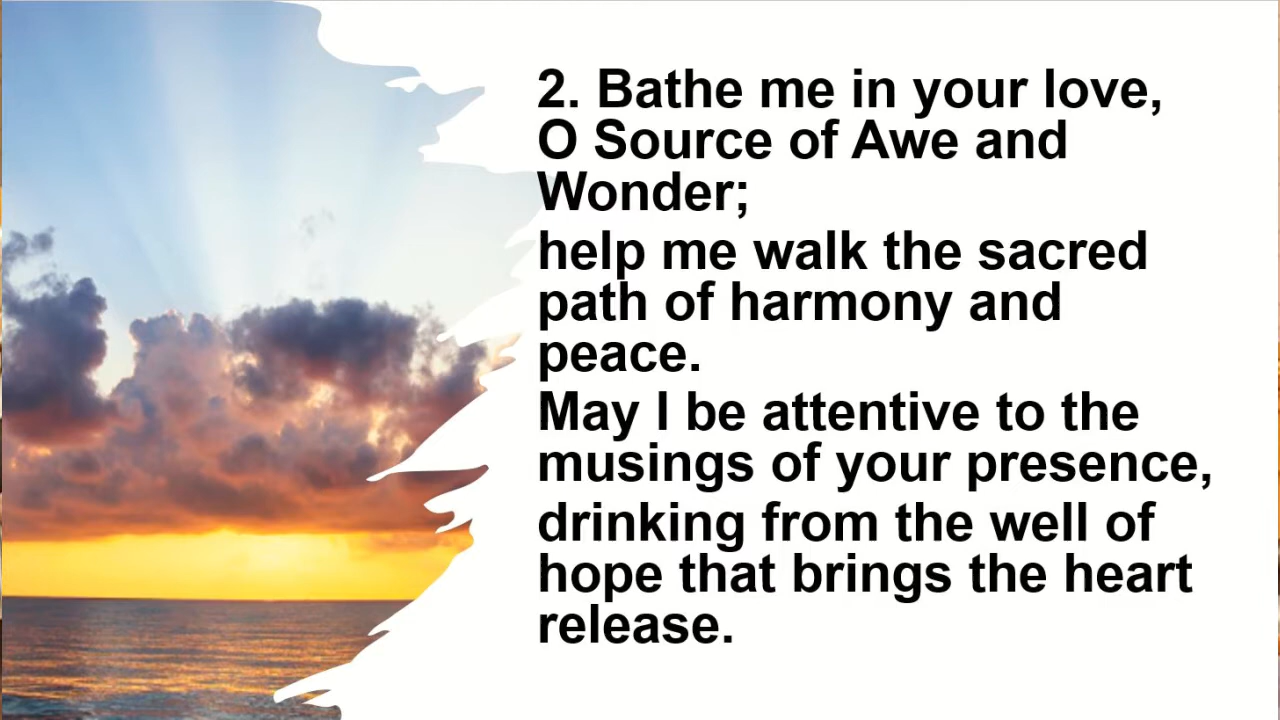 2. Bathe me in your love,
O Source of Awe and
Wonder;
help me walk the sacred
path of harmony and
peace.
May I be attentive to the
musings of your presence,
drinking from the well of
hope that brings the heart
release.